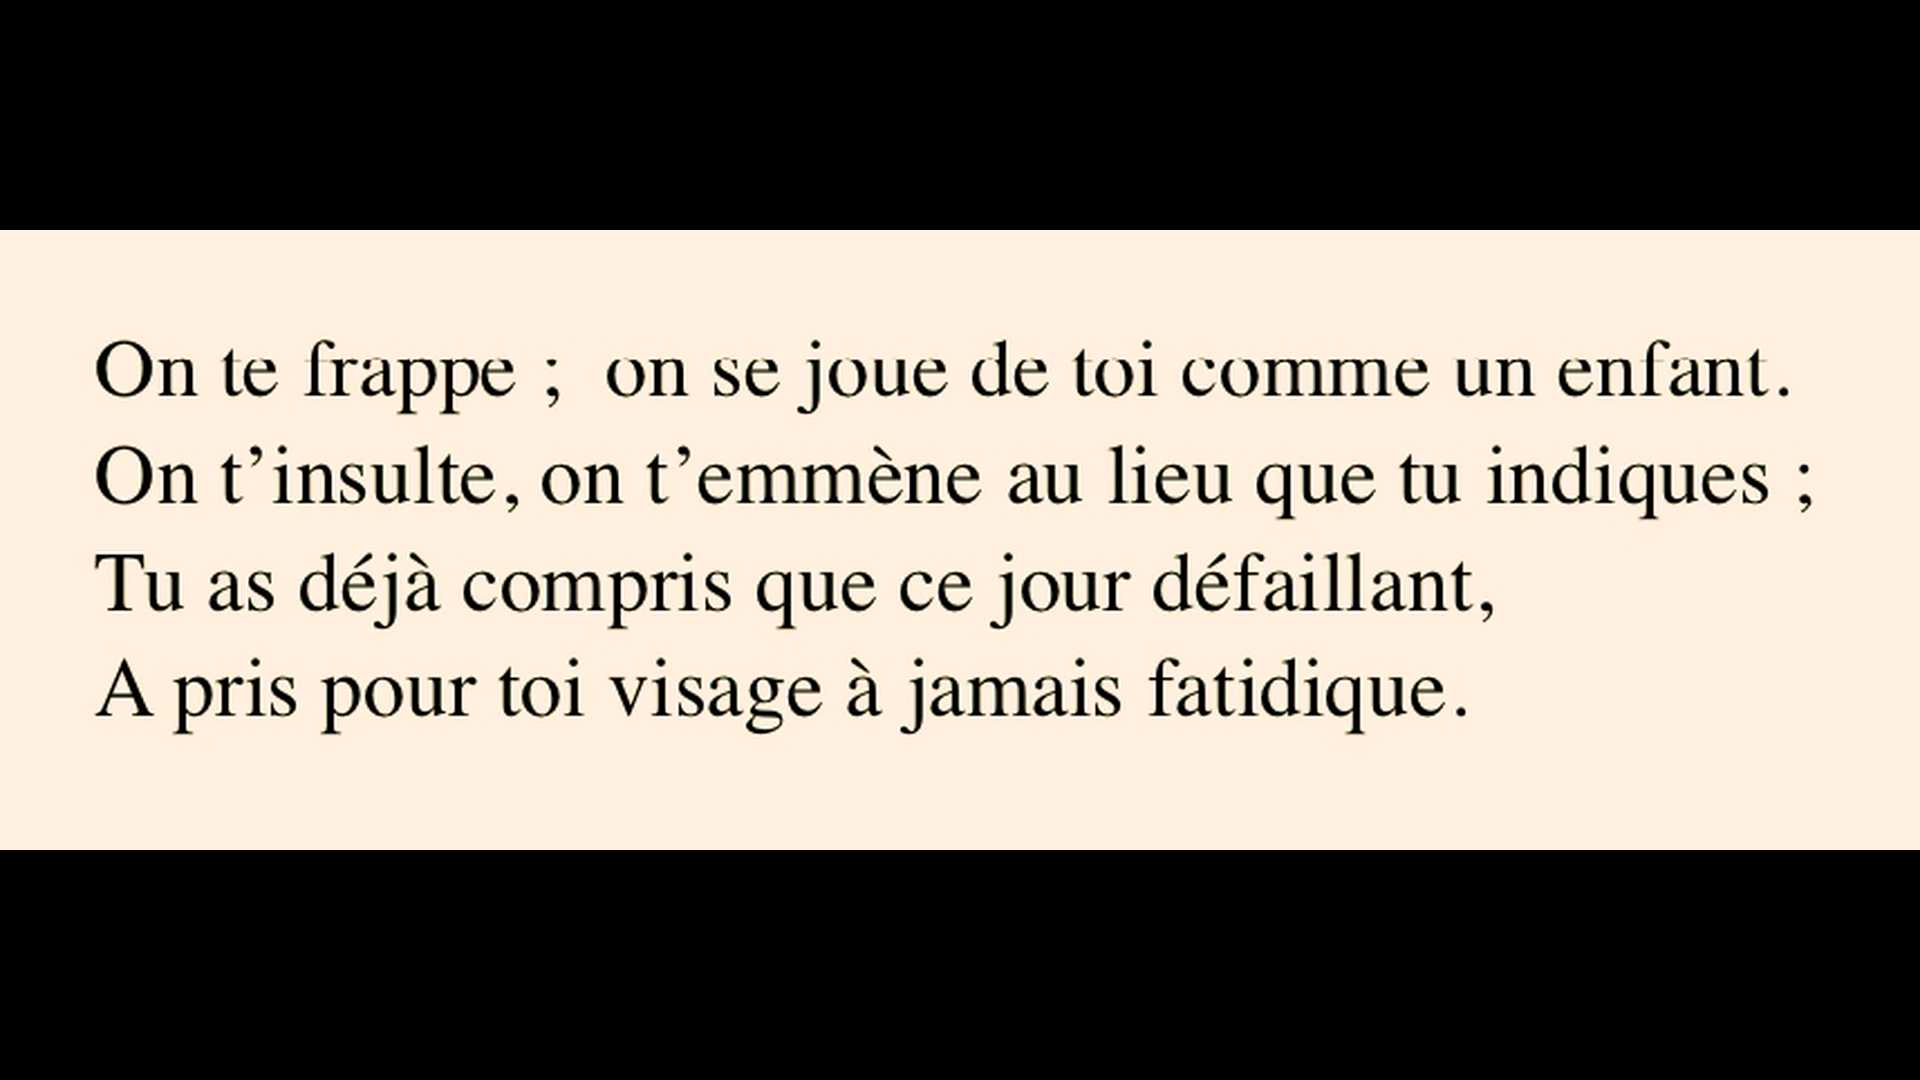 On te frappe ;  on se joue de toi comme un enfant.
On t’insulte, on t’emmène au lieu que tu indiques ;
Tu as déjà compris que ce jour défaillant,
A pris pour toi visage à jamais fatidique.